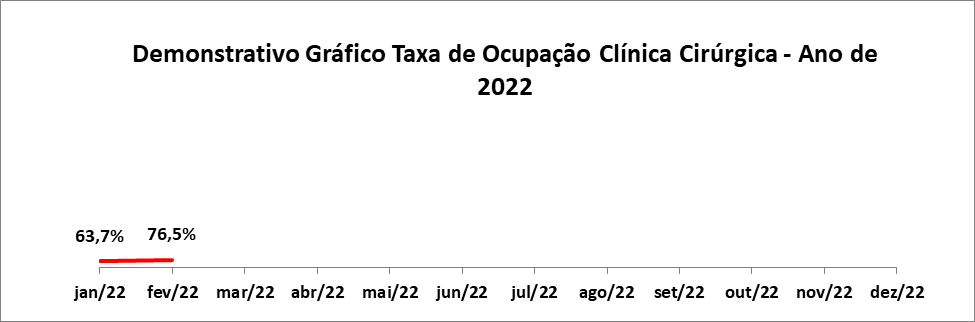 Demonstrativo Gráfico Taxa de Ocupação Clínica Cirúrgica - Ano de
2022
63,7% 76,5%
jan/22 fev/22 mar/22 abr/22 mai/22 jun/22 jul/22 ago/22 set/22 out/22 nov/22 dez/22